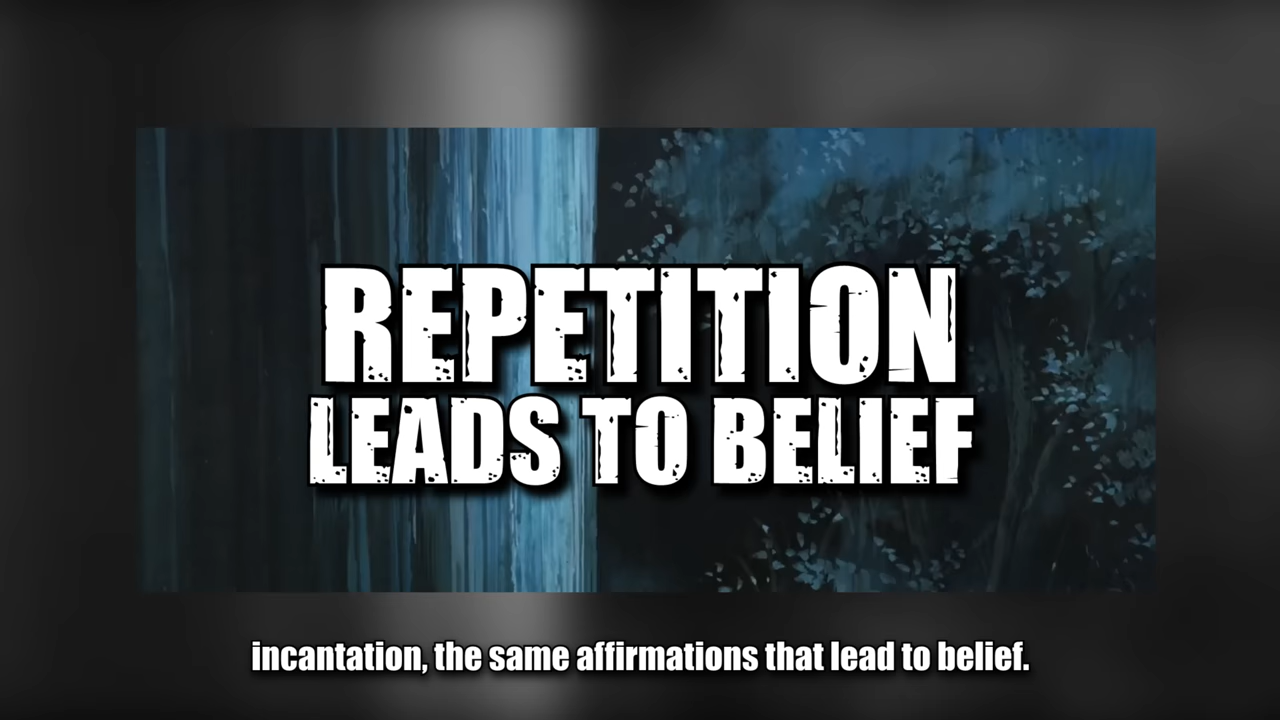 REPETITION
LEADS TO BELIEF
incantation, the same affirmations that lead to belief.